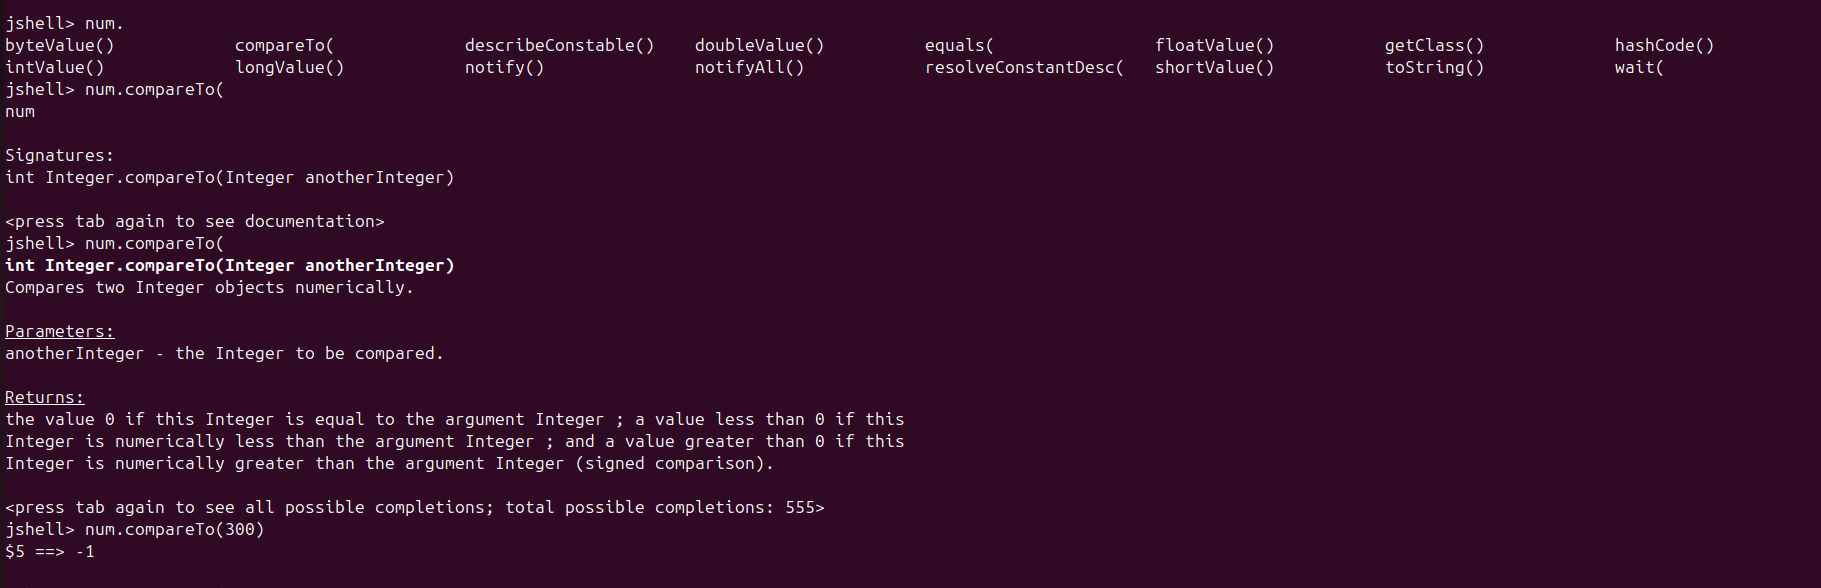 jshell> num.
byteValue() compareTo( describeConstable() doubleValue() equals( floatValue() getClass() hashCode()
intValue() longValue() notify() notifyAll() resolveConstantDesc( shortValue() toString() wait(
jshell> num.compareTo(
num
Signatures:
int Integer.compareTo(Integer anotherInteger)
<press tab again to see documentation>
jshell> num.compareTo(
int Integer.compareTo(Integer anotherInteger)
Compares two Integer objects numerically.
Parameters:
anotherInteger - the Integer to be compared.
Returns:
the value 0 if this Integer is equal to the argument Integer ; a value less than 0 if this
Integer is numerically less than the argument Integer ; and a value greater than 0 if this
Integer is numerically greater than the argument Integer (signed comparison).
<press tab again to see all possible completions; total possible completions: 555>
jshell> num.compareTo(300)
$5 ==> -1